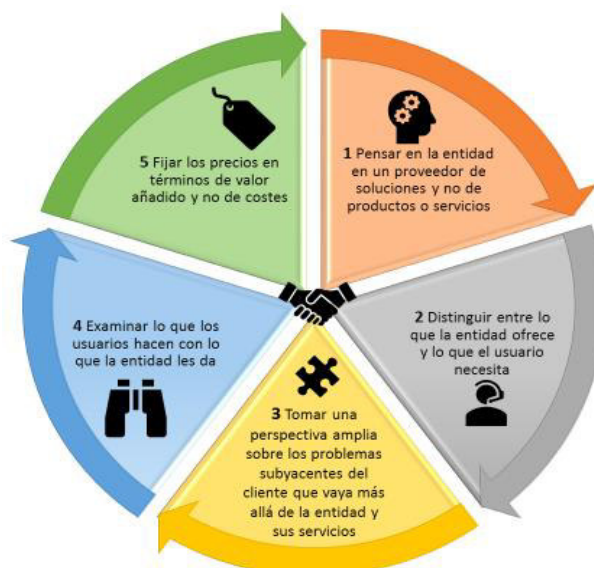 1 Pensar en la entidad
en un proveedor de
soluciones y no de
productos o servicios
2 Distinguir entre lo
que la entidad ofrece
y lo que el usuario
necesita
3 Tomar una
perspectiva amplia
sobre los problemas
subyacentes del
cliente que vaya más
allá de la entidad y
sus servicios
4 Examinar lo que los
usuarios hacen con lo
que la entidad les da
5 Fijar los precios en
términos de valor
añadido y no de costes